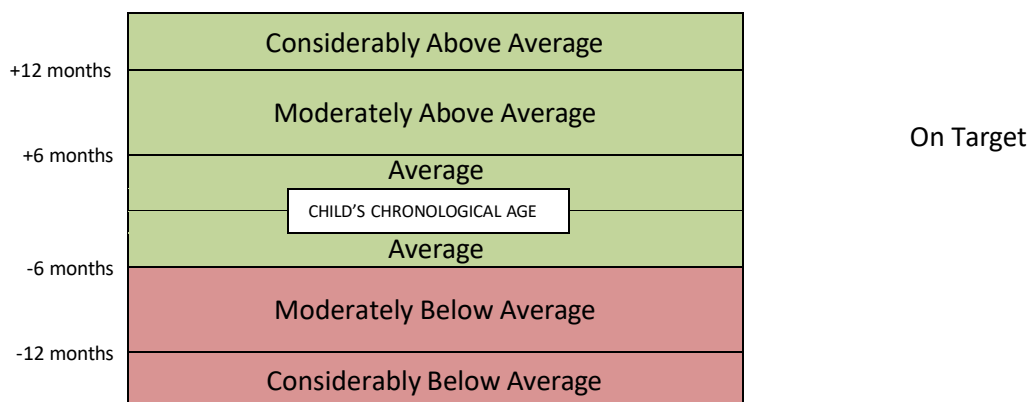 Considerably Above Average
+12 months
Moderately Above Average
On Target
+6 months
Average
CHILD’S CHRONOLOGICAL AGE
Average
-6 months
Moderately Below Average
-12 months
Considerably Below Average